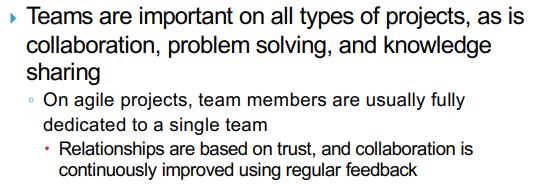 Teams are important on all types of projects, as is
collaboration, problem solving, and knowledge
sharing
On agile projects, team members are usually fully
dedicated to a single team
Relationships are based on trust, and collaboration is
continuously improved using regular feedback